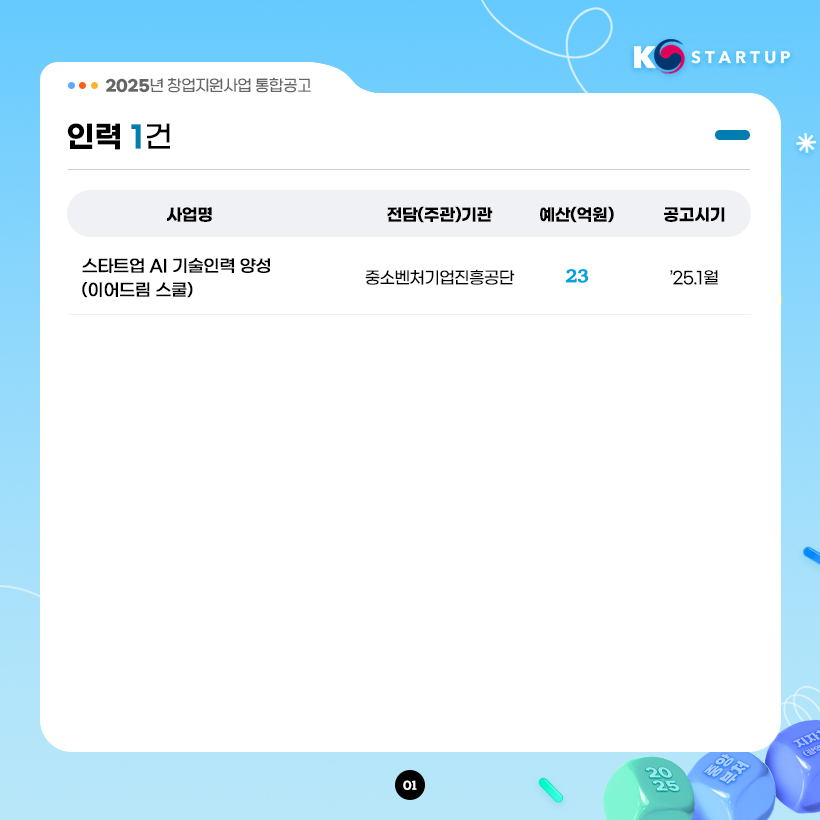 K STARTUP
2025년 창업지원사업 통합공고
인력 1건
사업명 전담(주관)기관 예산(억원) 공고시기
스타트업 AI 기술인력 양성
(이어드림 스쿨)
중소벤처기업진흥공단 23 ’25.1월
01
2025